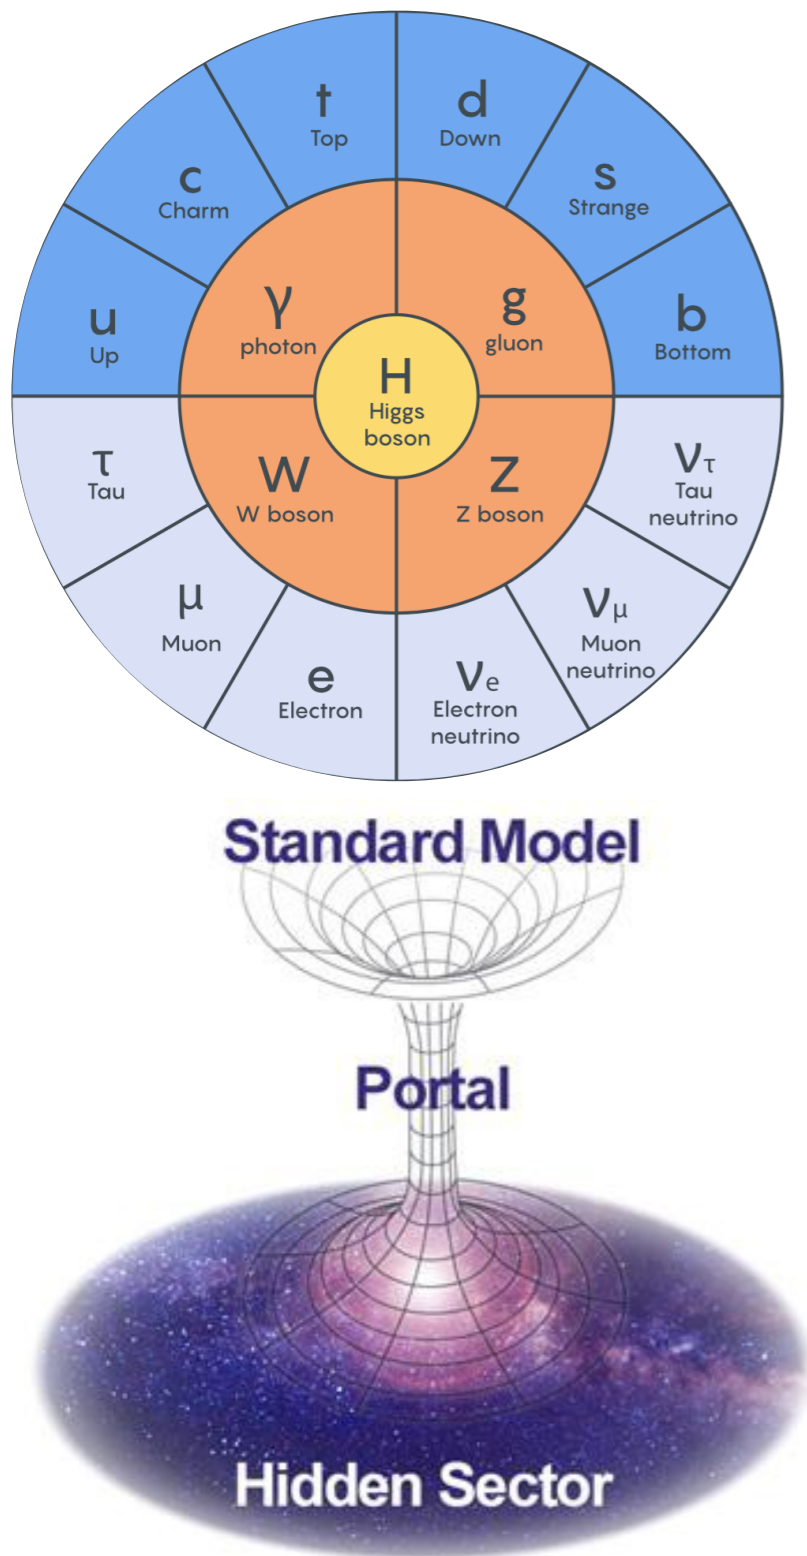 t
Top
d
Down
c
Charm
s
Strange
u
Up
b
Bottom
γ
photon
g
gluon
H
Higgs
boson
W
W boson
Z
Z boson
τ
Tau
ντ
Tau
neutrino
μ
Muon
νμ
Muon
neutrino
e
Electron
νe
Electron
neutrino
Standard Model
Portal
Hidden Sector